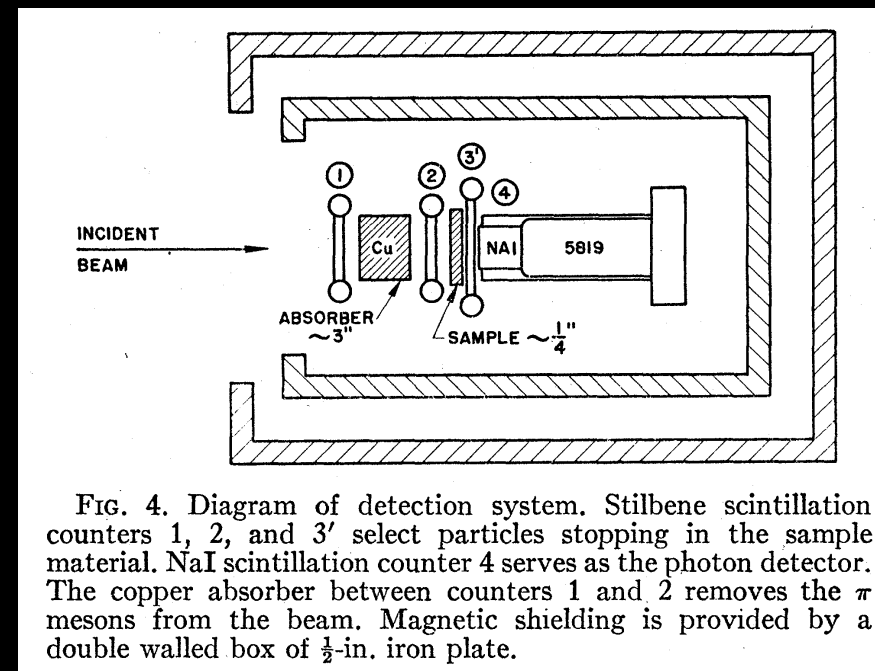 1
2
3'
4
INCIDENT
BEAM
Cu
NAI
5819
ABSORBER
~3"
SAMPLE ~1/4"
FIG. 4. Diagram of detection system. Stilbene scintillation
counters 1, 2, and 3′ select particles stopping in the sample
material. NaI scintillation counter 4 serves as the photon detector.
The copper absorber between counters 1 and 2 removes the π
mesons from the beam. Magnetic shielding is provided by a
double walled box of ½-in. iron plate.